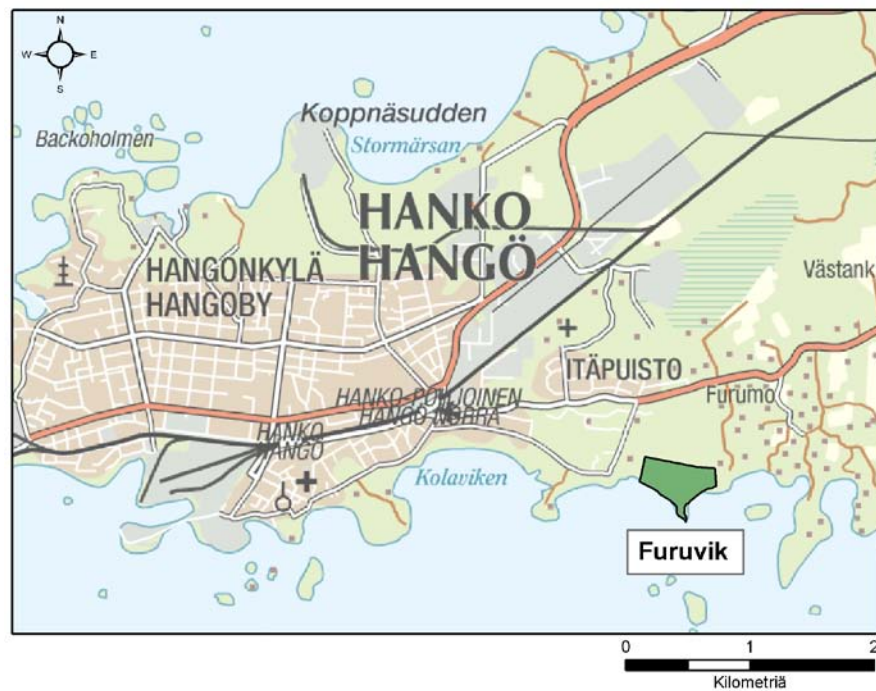 N
W E
S
Koppnäsudden
Backoholmen
Stormärsan
HANKO
HANGÖ
HANGONKYLÄ
HANGOBY
Västank
ITÄPUISTO
HANKO-POHJOINEN
HANGÖ NORRA
Furumo
HANKO
HANGÖ
Kolaviken
Furuvik
0 1 2
Kilometriä